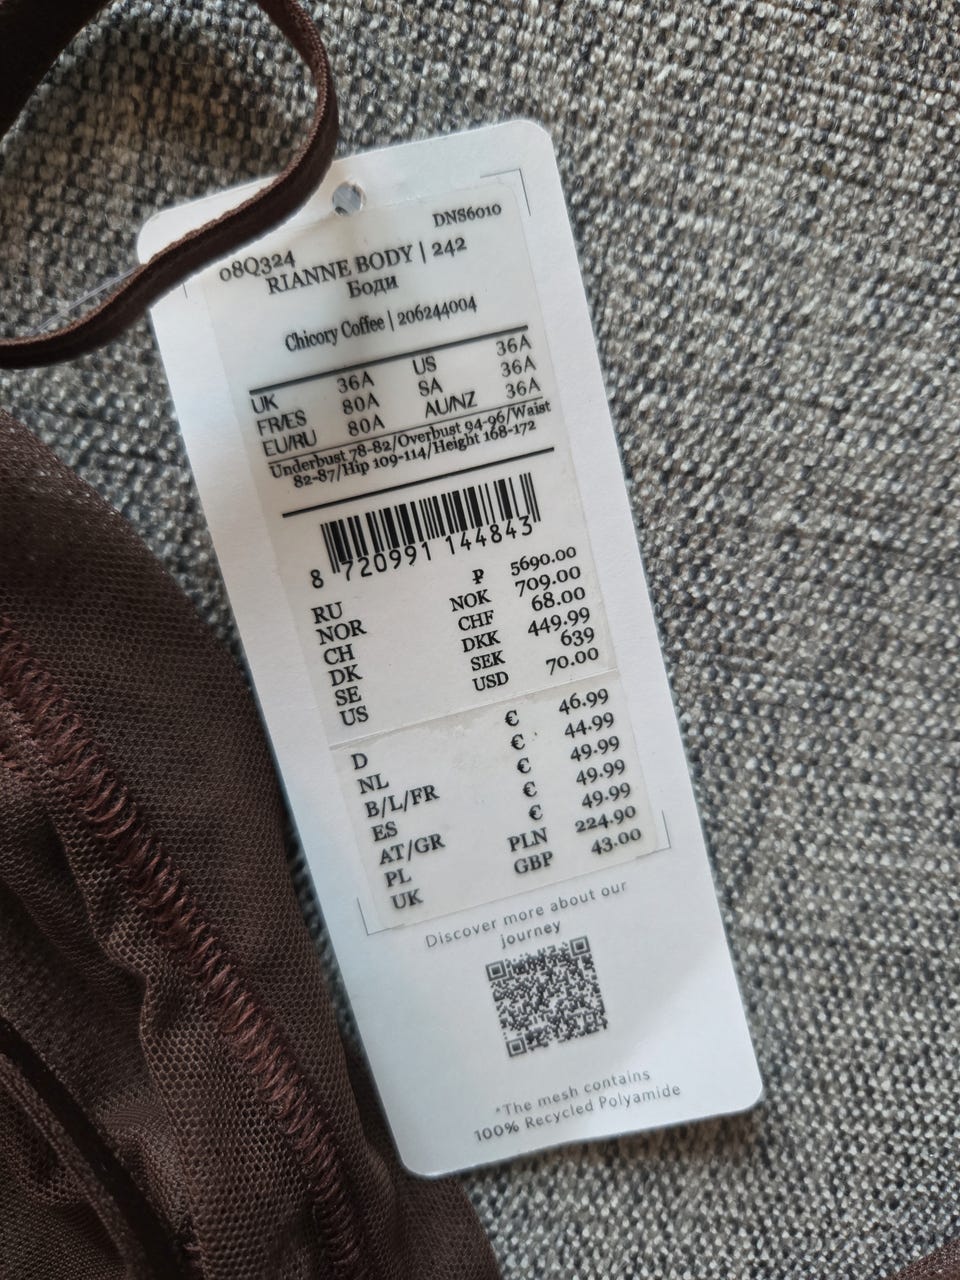 DNS6010
08Q324
RIANNE BODY | 242
Боди
Chicory Coffee | 206244004
UK 36A US 36A
FR/ES 80A SA 36A
EU/RU 80A AU/NZ 36A
Underbust 78-82/Overbust 94-96/Waist
82-87/Hip 109-114/Height 168-172
8 720991 144843
RU ₽ 5690.00
NOR NOK 709.00
CH CHF 68.00
DK DKK 449.99
SE SEK 639
US USD 70.00
D € 46.99
NL € 44.99
B/L/FR € 49.99
ES € 49.99
AT/GR € 49.99
PL PLN 224.90
UK GBP 43.00
Discover more about our
journey
*The mesh contains
100% Recycled Polyamide